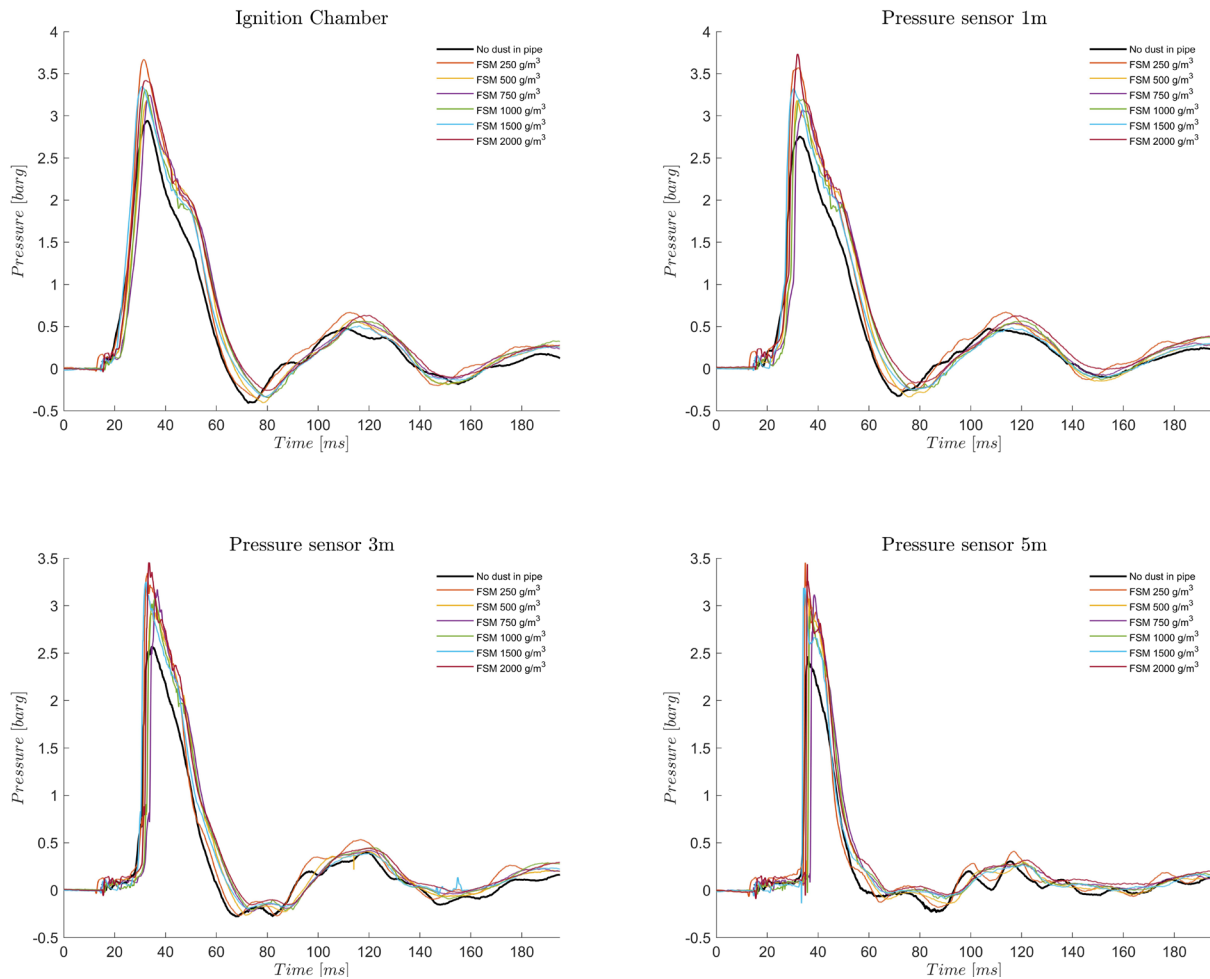 Ignition Chamber
4
3.5
3
2.5
2
1.5
1
0.5
0
-0.5
Pressure [barg]
0 20 40 60 80 100 120 140 160 180
Time [ms]
No dust in pipe
FSM 250 g/m³
FSM 500 g/m³
FSM 750 g/m³
FSM 1000 g/m³
FSM 1500 g/m³
FSM 2000 g/m³
Pressure sensor 1m
4
3.5
3
2.5
2
1.5
1
0.5
0
-0.5
Pressure [barg]
0 20 40 60 80 100 120 140 160 180
Time [ms]
No dust in pipe
FSM 250 g/m³
FSM 500 g/m³
FSM 750 g/m³
FSM 1000 g/m³
FSM 1500 g/m³
FSM 2000 g/m³
Pressure sensor 3m
3.5
3
2.5
2
1.5
1
0.5
0
-0.5
Pressure [barg]
0 20 40 60 80 100 120 140 160 180
Time [ms]
No dust in pipe
FSM 250 g/m³
FSM 500 g/m³
FSM 750 g/m³
FSM 1000 g/m³
FSM 1500 g/m³
FSM 2000 g/m³
Pressure sensor 5m
3.5
3
2.5
2
1.5
1
0.5
0
-0.5
Pressure [barg]
0 20 40 60 80 100 120 140 160 180
Time [ms]
No dust in pipe
FSM 250 g/m³
FSM 500 g/m³
FSM 750 g/m³
FSM 1000 g/m³
FSM 1500 g/m³
FSM 2000 g/m³